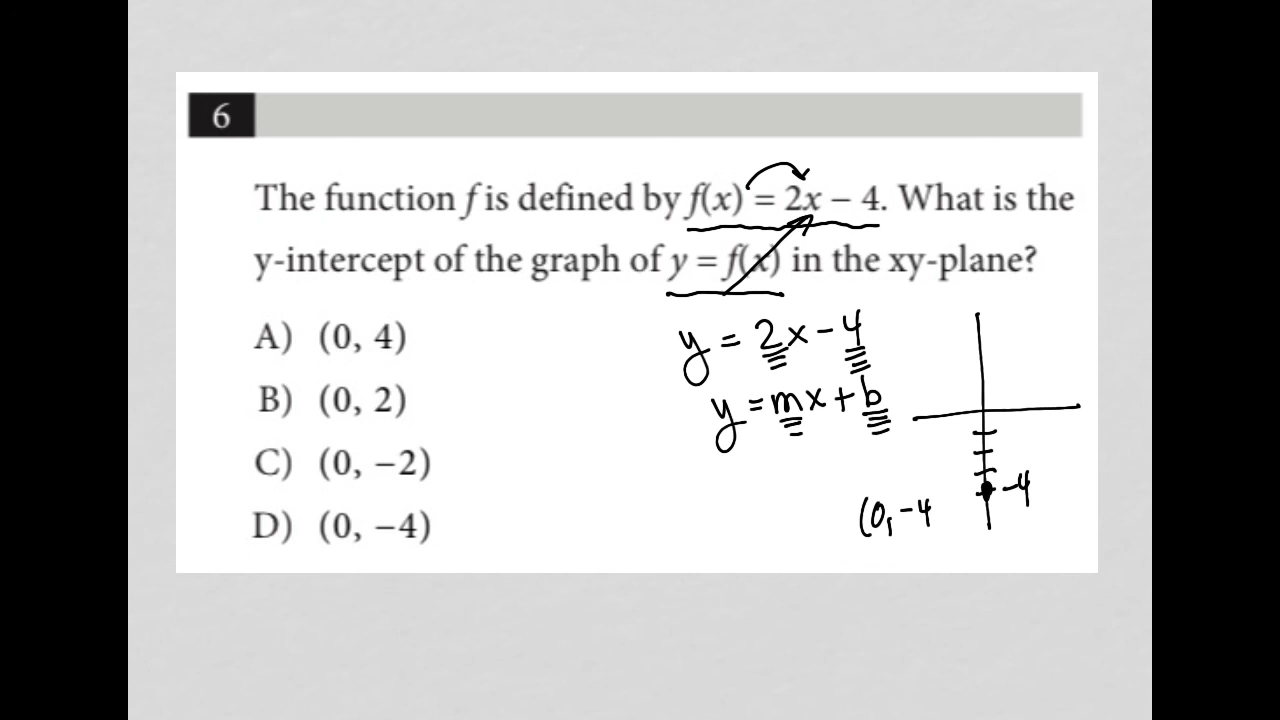 6
The function f is defined by f(x) = 2x − 4. What is the
y-intercept of the graph of y = f(x) in the xy-plane?
A) (0, 4)
B) (0, 2)
C) (0, −2)
D) (0, −4)
y = 2x − 4
y = mx + b
−4
(0, −4